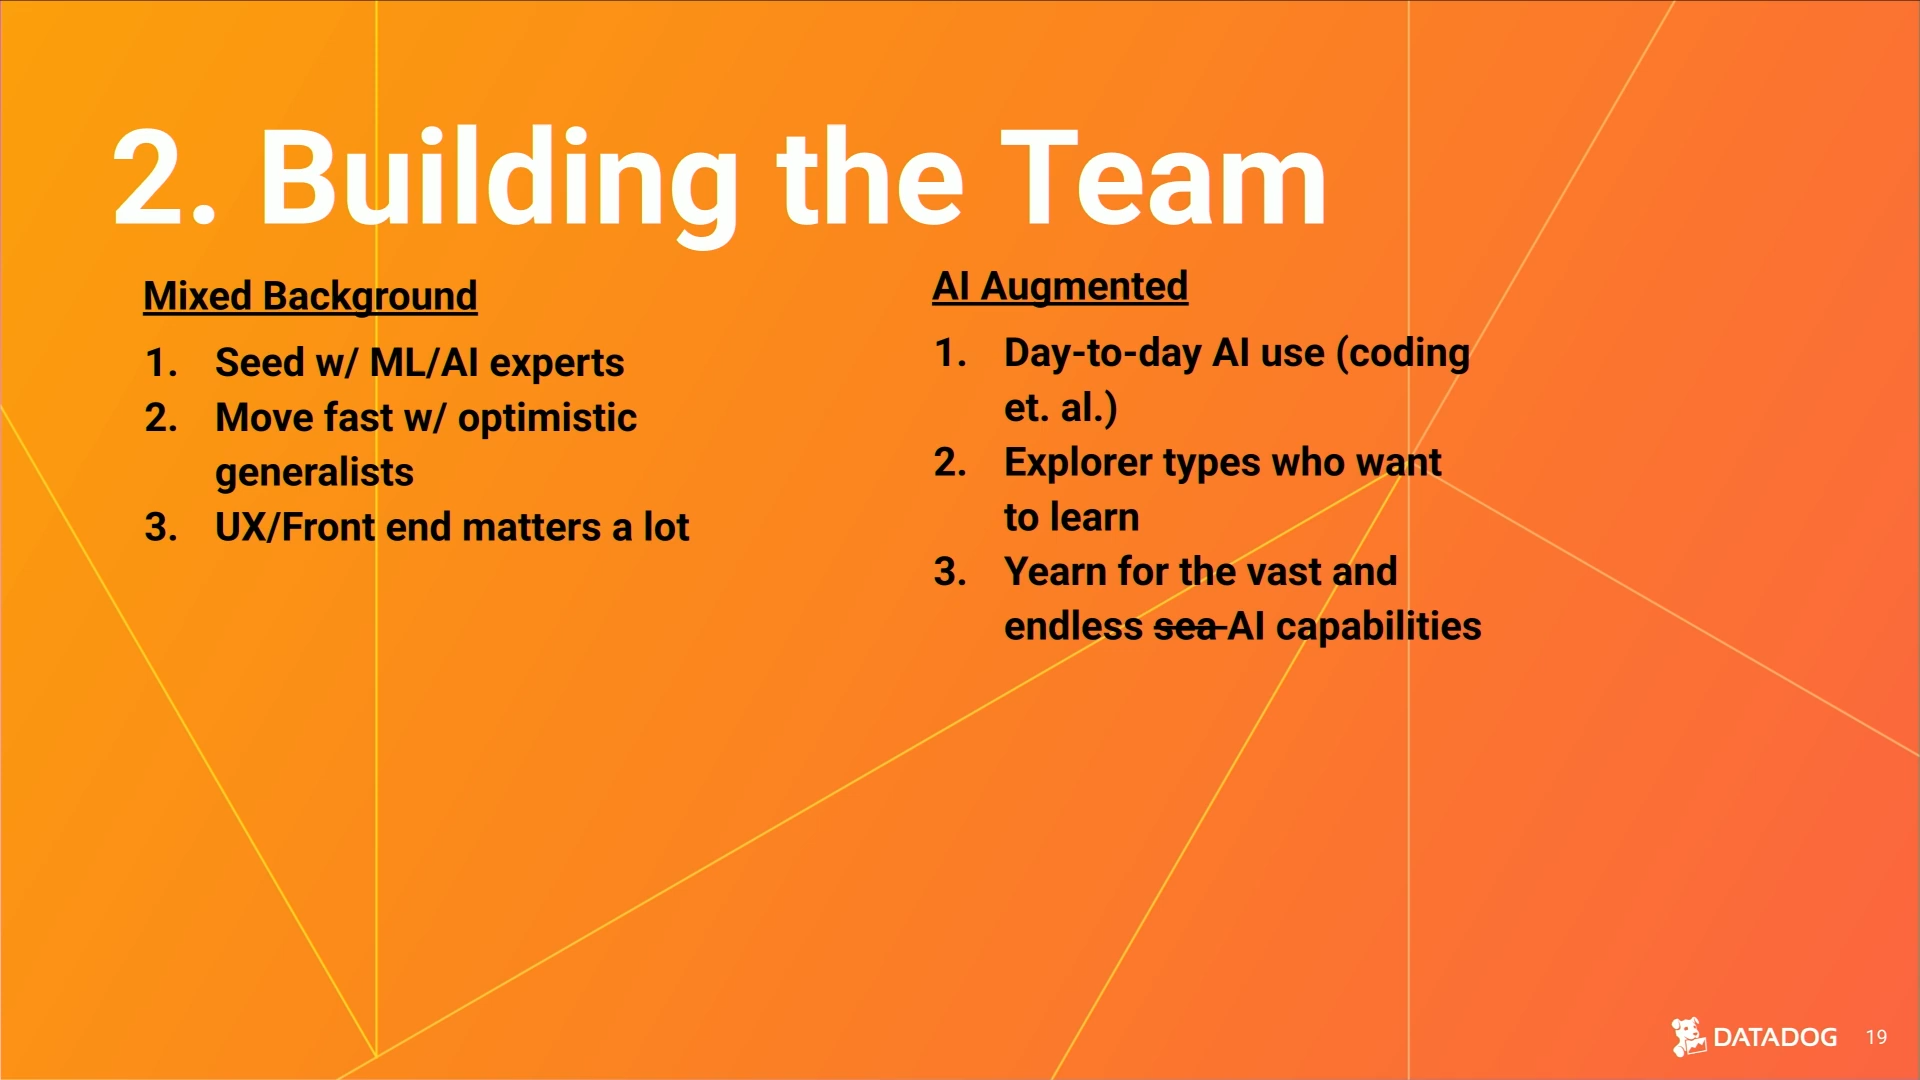 2. Building the Team
Mixed Background
1. Seed w/ ML/AI experts
2. Move fast w/ optimistic
generalists
3. UX/Front end matters a lot
AI Augmented
1. Day-to-day AI use (coding
et. al.)
2. Explorer types who want
to learn
3. Yearn for the vast and
endless sea AI capabilities
DATADOG 19